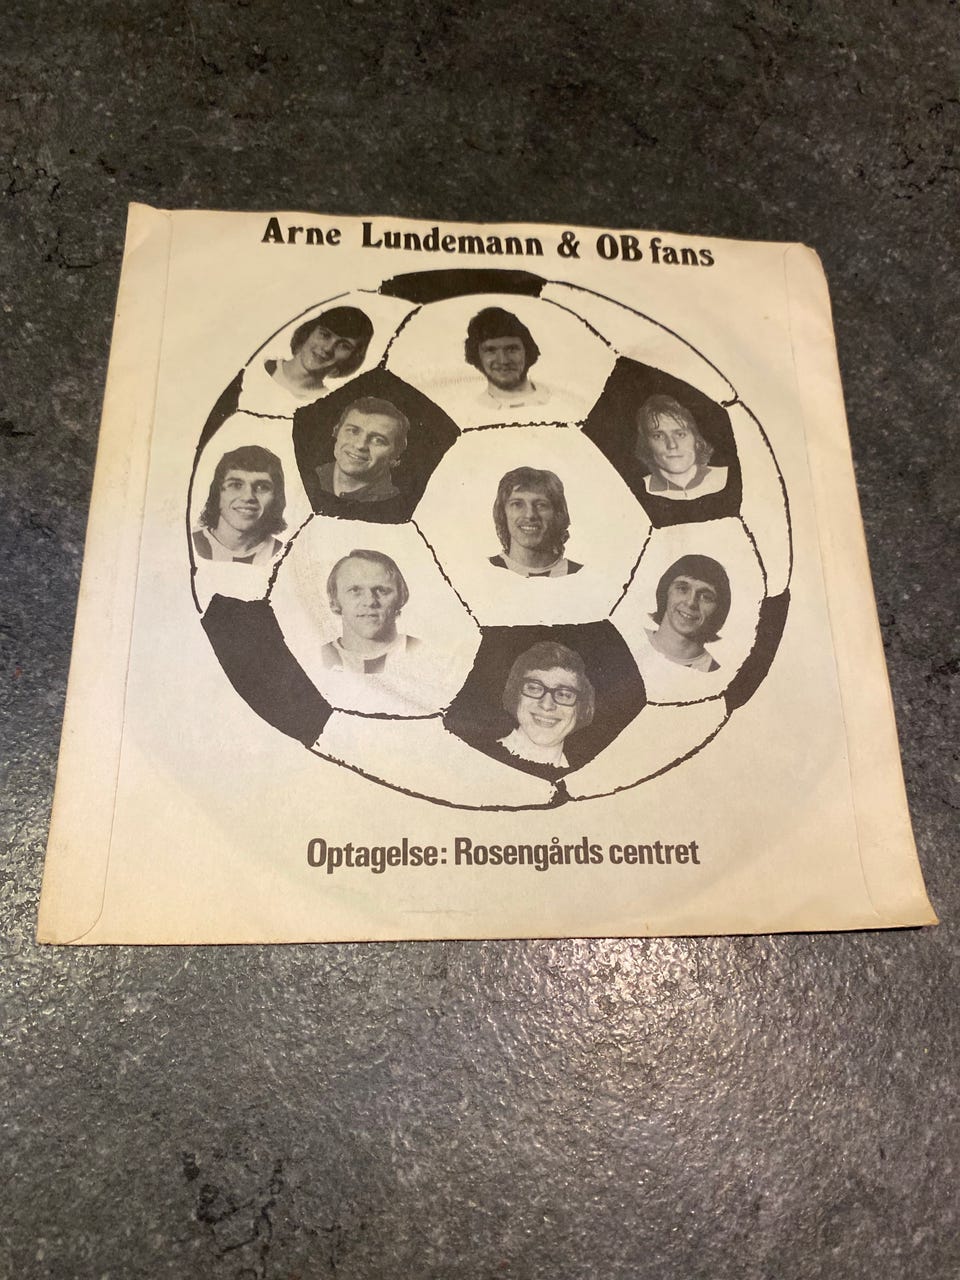 Arne Lundemann & OB fans
Optagelse: Rosengårds centret